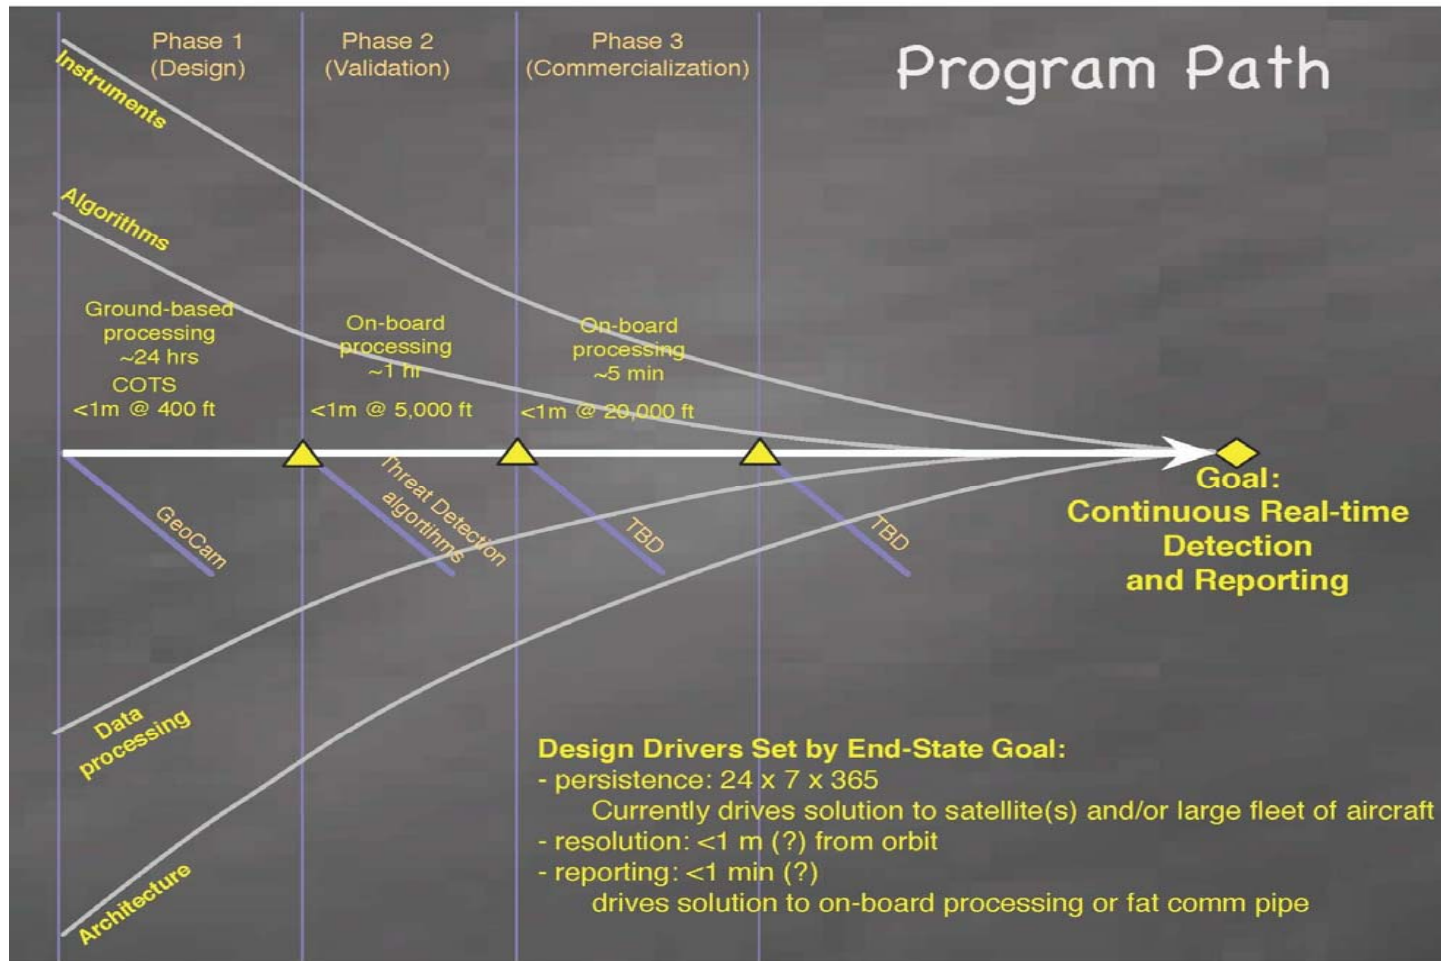 Program Path
Phase 1
(Design)
Phase 2
(Validation)
Phase 3
(Commercialization)
Instruments
Algorithms
Ground-based
processing
~24 hrs
COTS
<1m @ 400 ft
On-board
processing
~1 hr
<1m @ 5,000 ft
On-board
processing
~5 min
<1m @ 20,000 ft
GeoCam
Threat Detection
algortihms
TBD
TBD
Goal:
Continuous Real-time
Detection
and Reporting
Data
processing
Architecture
Design Drivers Set by End-State Goal:
- persistence: 24 x 7 x 365
Currently drives solution to satellite(s) and/or large fleet of aircraft
- resolution: <1 m (?) from orbit
- reporting: <1 min (?)
drives solution to on-board processing or fat comm pipe